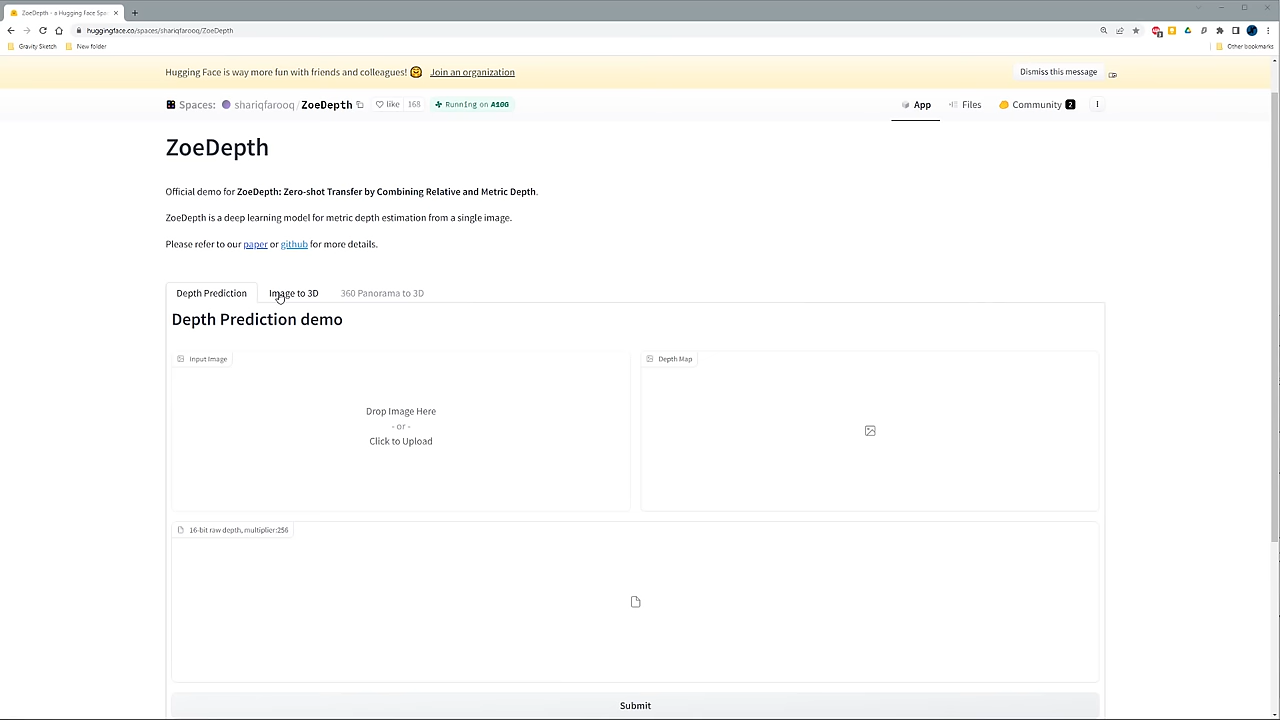 ZoeDepth - a Hugging Face Spa
huggingface.co/spaces/shariqfarooq/ZoeDepth
Gravity Sketch
New folder
Other bookmarks
Hugging Face is way more fun with friends and colleagues! 🤗 Join an organization
Dismiss this message
Spaces: shariqfarooq/ZoeDepth
like 168
Running on A10G
App
Files
Community 2
ZoeDepth
Official demo for ZoeDepth: Zero-shot Transfer by Combining Relative and Metric Depth.
ZoeDepth is a deep learning model for metric depth estimation from a single image.
Please refer to our paper or github for more details.
Depth Prediction
Image to 3D
360 Panorama to 3D
Depth Prediction demo
Input Image
Depth Map
Drop Image Here
- or -
Click to Upload
16-bit raw depth, multiplier:256
Submit